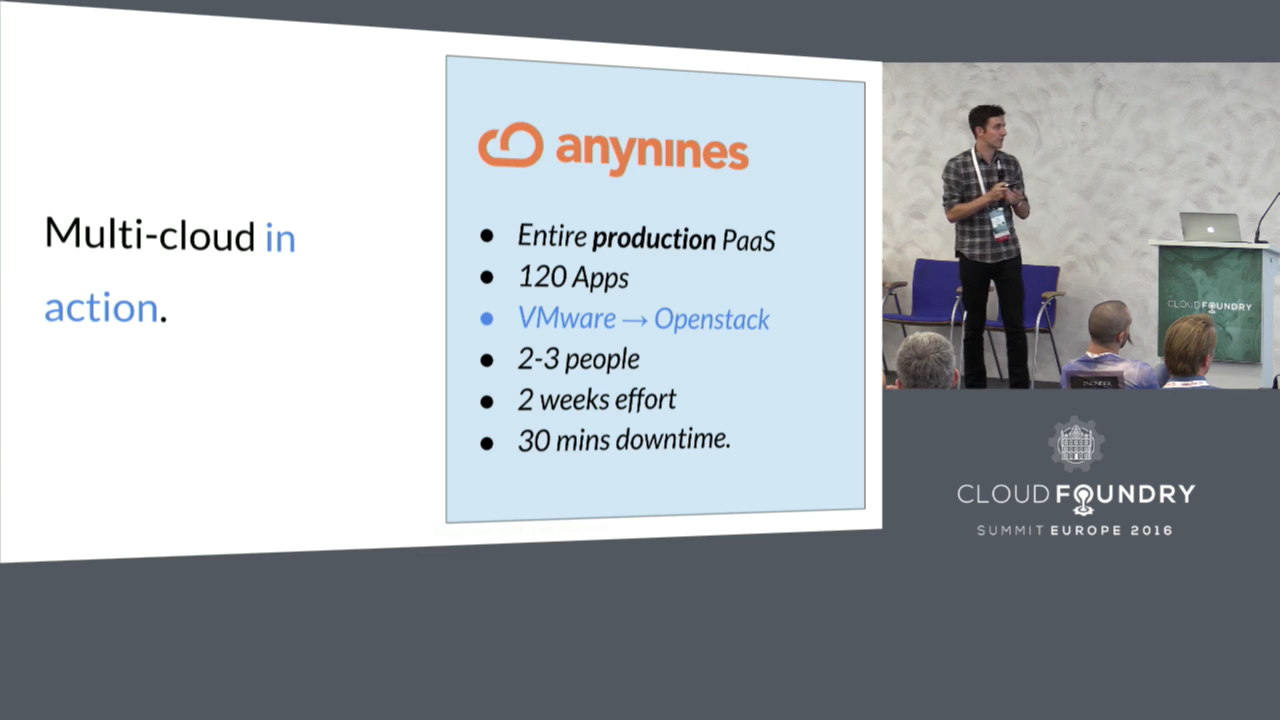 Multi-cloud in
action.
anynines
● Entire production PaaS
● 120 Apps
● VMware → Openstack
● 2-3 people
● 2 weeks effort
● 30 mins downtime.
CLOUD FOUNDRY
CLOUD FOUNDRY
SUMMIT EUROPE 2016